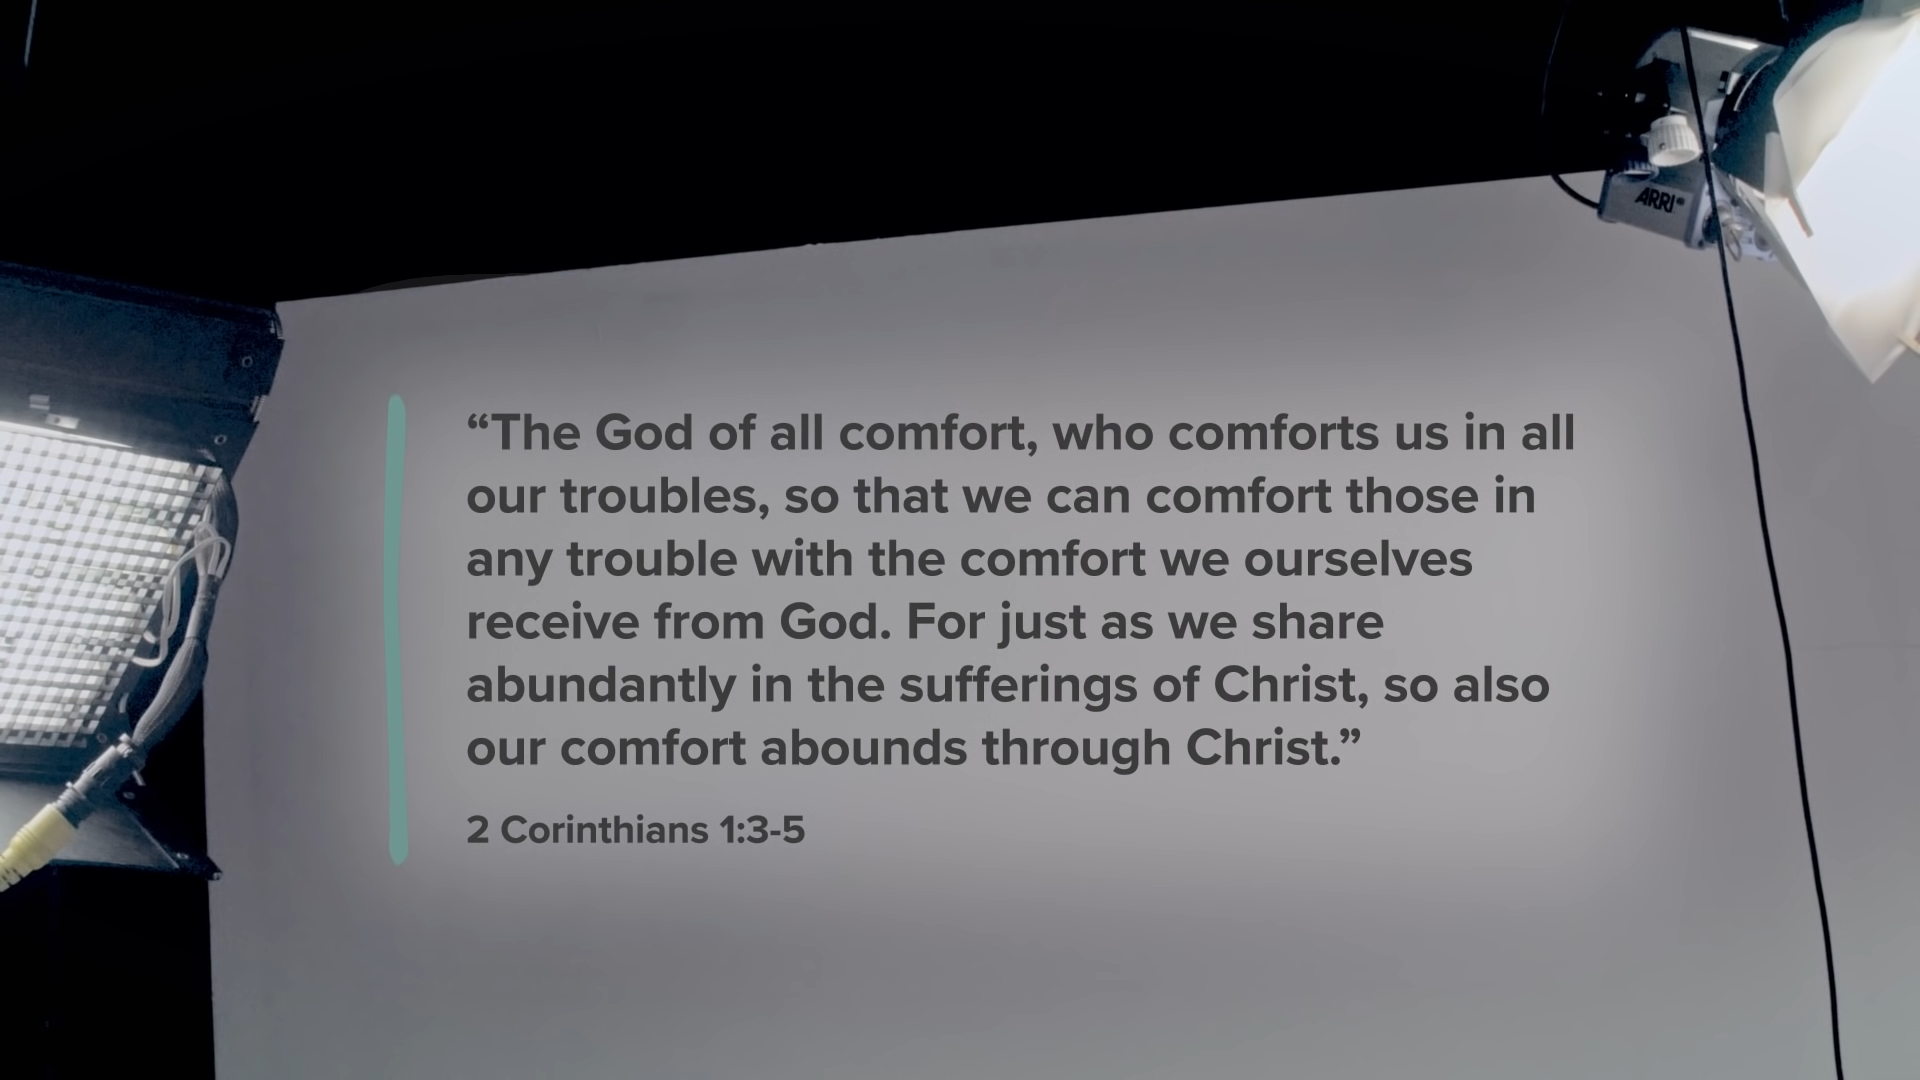 ARRI
“The God of all comfort, who comforts us in all
our troubles, so that we can comfort those in
any trouble with the comfort we ourselves
receive from God. For just as we share
abundantly in the sufferings of Christ, so also
our comfort abounds through Christ.”
2 Corinthians 1:3-5